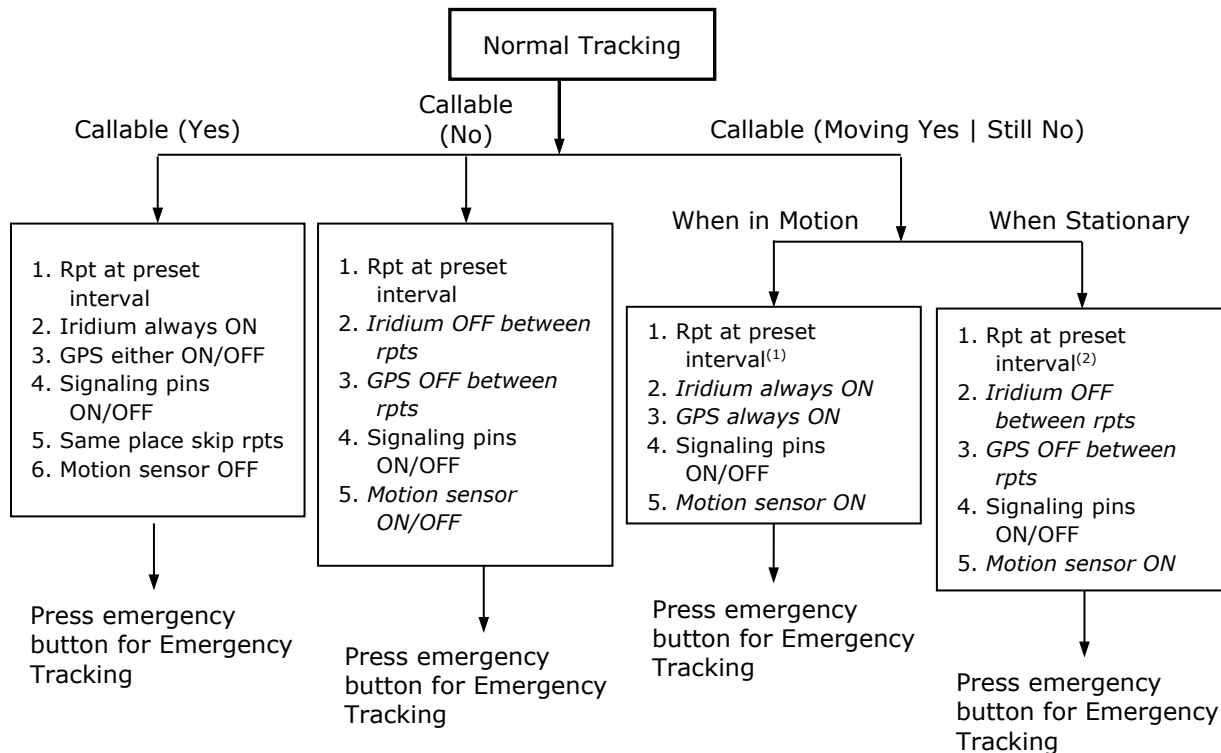 Normal Tracking
Callable (Yes)
Callable
(No)
Callable (Moving Yes | Still No)
1. Rpt at preset
interval
2. Iridium always ON
3. GPS either ON/OFF
4. Signaling pins
ON/OFF
5. Same place skip rpts
6. Motion sensor OFF
Press emergency
button for Emergency
Tracking
1. Rpt at preset
interval
2. Iridium OFF between
rpts
3. GPS OFF between
rpts
4. Signaling pins
ON/OFF
5. Motion sensor
ON/OFF
Press emergency
button for Emergency
Tracking
When in Motion
1. Rpt at preset
interval(1)
2. Iridium always ON
3. GPS always ON
4. Signaling pins
ON/OFF
5. Motion sensor ON
Press emergency
button for Emergency
Tracking
When Stationary
1. Rpt at preset
interval(2)
2. Iridium OFF
between rpts
3. GPS OFF between
rpts
4. Signaling pins
ON/OFF
5. Motion sensor ON
Press emergency
button for Emergency
Tracking